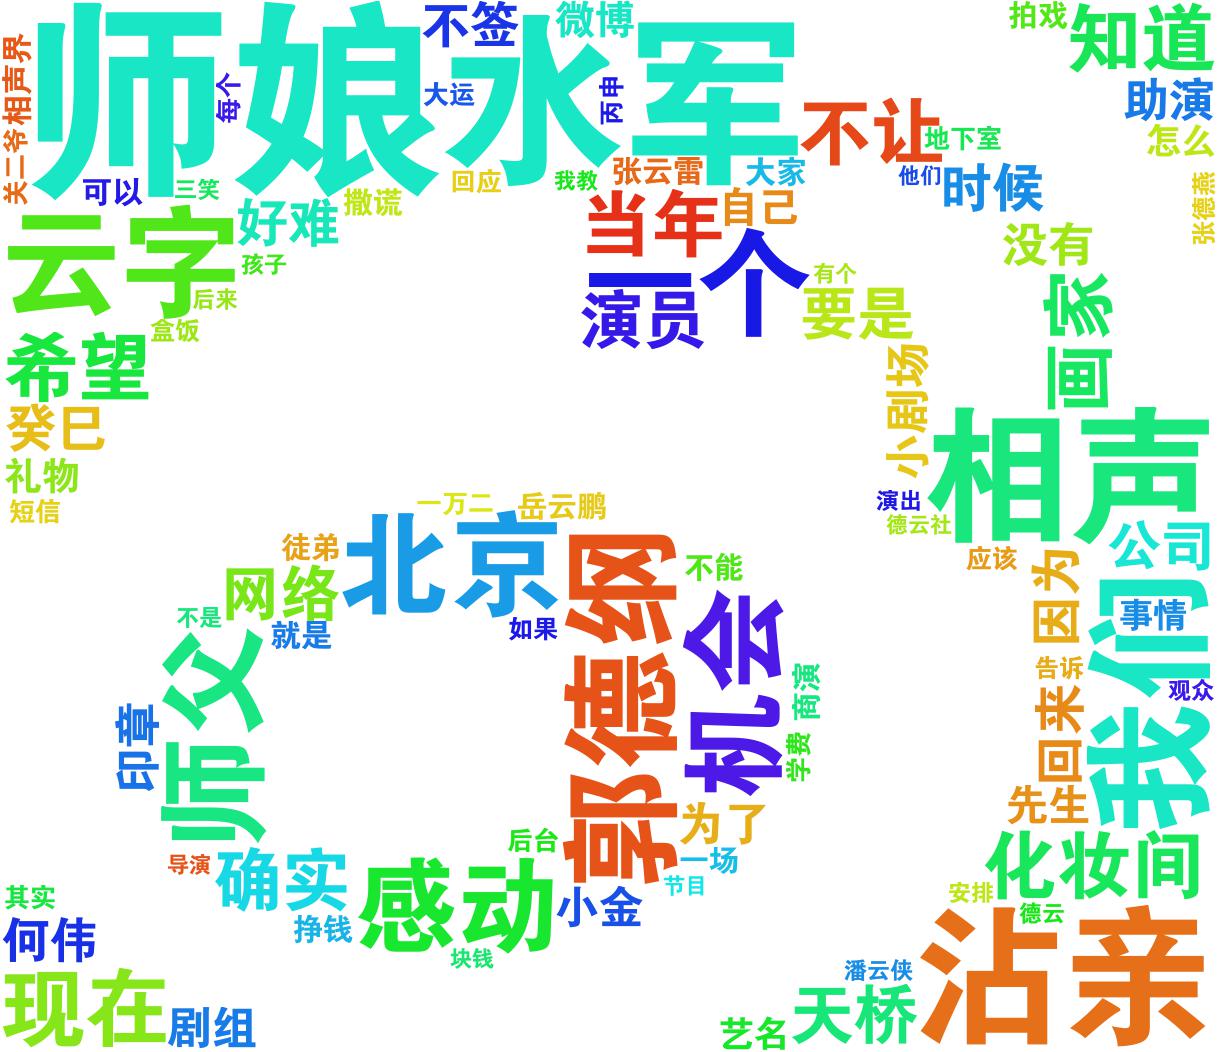 师娘水军
不签
微博
拍戏
知道
关二爷相声界
每个
大运
丙申
不让
助演
地下室
怎么
可以
三笑
撒谎
回应
我教
张云雷
大家
他们
时候
张德燕
云字
好难
当年
自己
没有
孩子
后来
一个
有个
盒饭
演员
要是
画家
希望
小剧场
癸巳
相声
礼物
短信
一万二
岳云鹏
演出
德云社
徒弟
北京
郭德纲
不能
应该
公司
网络
因为
我们
不是
就是
如果
机会
事情
师父
告诉
观众
印章
商演
回来
学费
先生
为了
后台
化妆间
导演
确实
感动
一场
节目
安排
其实
小金
德云
何伟
挣钱
沾亲
块钱
潘云侠
现在
剧组
艺名
天桥